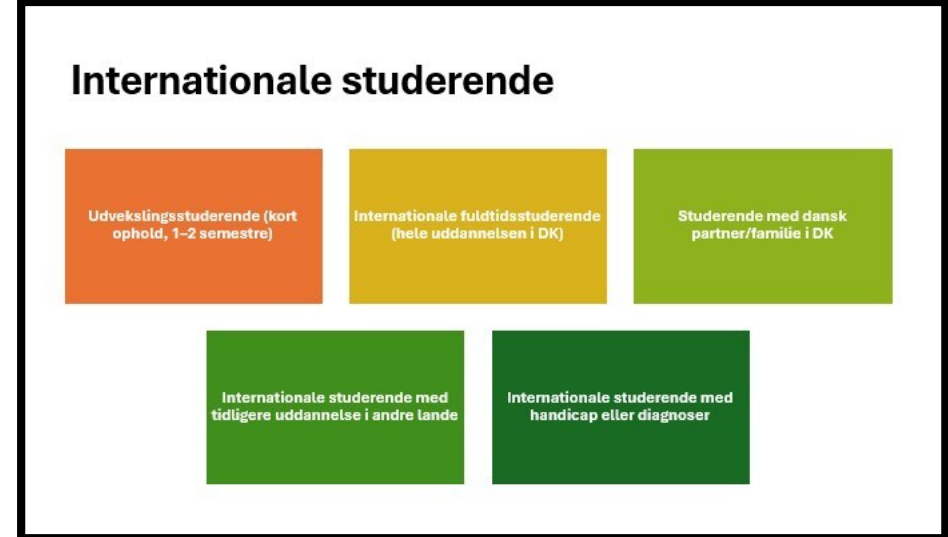 Internationale studerende
Udvekslingsstuderende (kort
ophold, 1–2 semestre)
Internationale fuldtidsstuderende
(hele uddannelsen i DK)
Studerende med dansk
partner/familie i DK
Internationale studerende med
tidligere uddannelse i andre lande
Internationale studerende med
handicap eller diagnoser